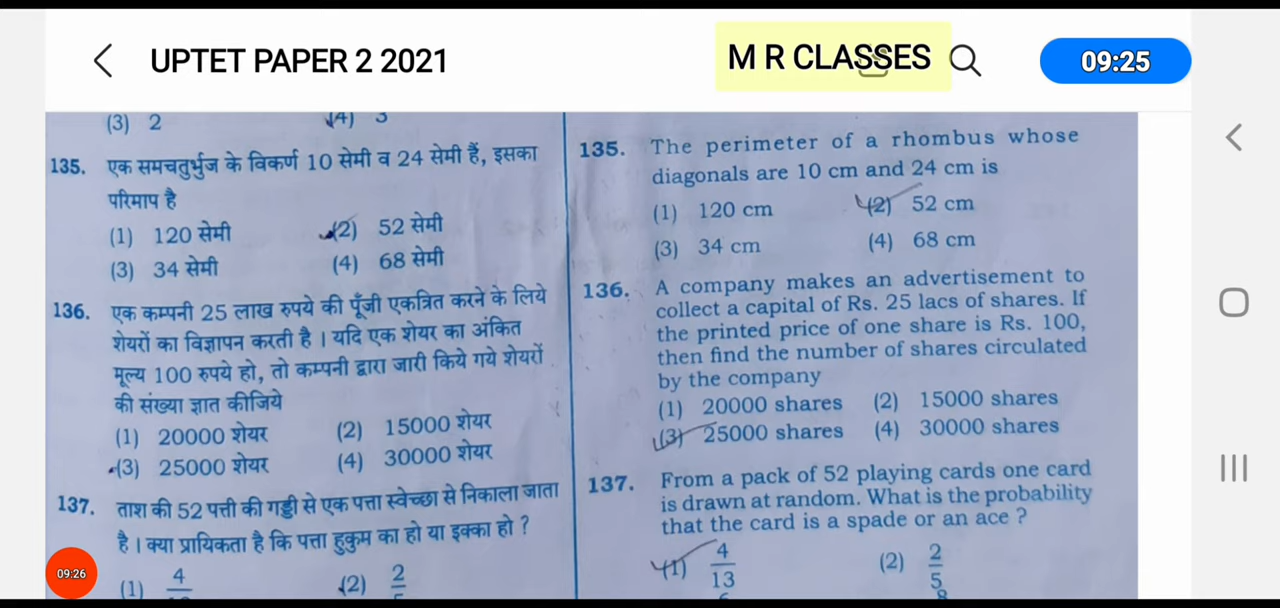 UPTET PAPER 2 2021
M R CLASSES
09:25
(3) 2
(4) 3
135. एक समचतुर्भुज के विकर्ण 10 सेमी व 24 सेमी हैं, इसका
परिमाप है
(1) 120 सेमी (2) 52 सेमी
(3) 34 सेमी (4) 68 सेमी
136. एक कम्पनी 25 लाख रुपये की पूँजी एकत्रित करने के लिये
शेयरों का विज्ञापन करती है । यदि एक शेयर का अंकित
मूल्य 100 रुपये हो, तो कम्पनी द्वारा जारी किये गये शेयरों
की संख्या ज्ञात कीजिये
(1) 20000 शेयर (2) 15000 शेयर
(3) 25000 शेयर (4) 30000 शेयर
137. ताश की 52 पत्ती की गड्डी से एक पत्ता स्वेच्छा से निकाला जाता
है । क्या प्रायिकता है कि पत्ता हुकुम का हो या इक्का हो ?
(1) 4 (2) 2
135. The perimeter of a rhombus whose
diagonals are 10 cm and 24 cm is
(1) 120 cm (2) 52 cm
(3) 34 cm (4) 68 cm
136. A company makes an advertisement to
collect a capital of Rs. 25 lacs of shares. If
the printed price of one share is Rs. 100,
then find the number of shares circulated
by the company
(1) 20000 shares (2) 15000 shares
(3) 25000 shares (4) 30000 shares
137. From a pack of 52 playing cards one card
is drawn at random. What is the probability
that the card is a spade or an ace ?
(1) 4/13 (2) 2/5
09:26